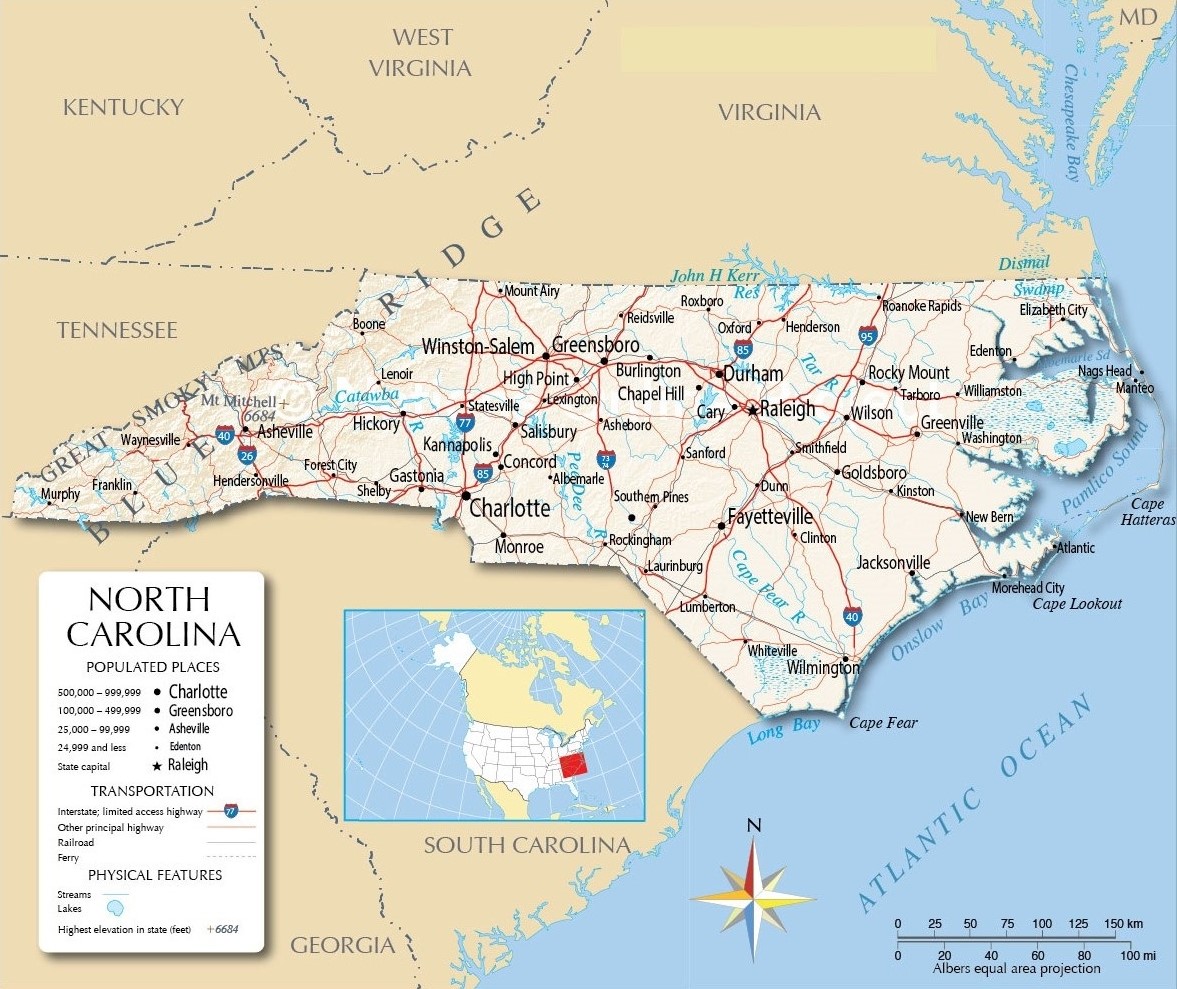 MD
WEST
VIRGINIA
KENTUCKY
VIRGINIA
Chesapeake Bay
TENNESSEE
BLUE RIDGE
GREAT SMOKY MTS
Dismal
Swamp
John H Kerr
Res
Mount Airy
Roxboro
Roanoke Rapids
Elizabeth City
Boone
Reidsville
Oxford
Henderson
95
Winston-Salem
Greensboro
85
Edenton
Burlington
Durham
Tar R
Rocky Mount
Nags Head
Manteo
Lenoir
High Point
Chapel Hill
Tarboro
Williamston
Mt Mitchell
6684
Catawba R
Statesville
Lexington
Cary
Raleigh
Wilson
Hickory
77
Asheboro
Greenville
Waynesville
40
Asheville
Salisbury
Washington
26
Kannapolis
Smithfield
73
74
Sanford
Pamlico Sound
Forest City
Gastonia
85
Concord
Goldsboro
Murphy
Franklin
Hendersonville
Shelby
Albemarle
Pee Dee R
Dunn
Kinston
Southern Pines
Charlotte
Fayetteville
New Bern
Cape
Hatteras
Monroe
Rockingham
Clinton
Atlantic
Laurinburg
Cape Fear R
Jacksonville
Morehead City
Cape Lookout
Lumberton
40
Onslow Bay
Whiteville
Wilmington
Long Bay
Cape Fear
ATLANTIC OCEAN
NORTH
CAROLINA
POPULATED PLACES
500,000 – 999,999 Charlotte
100,000 – 499,999 Greensboro
25,000 – 99,999 Asheville
24,999 and less Edenton
State capital Raleigh
TRANSPORTATION
Interstate; limited access highway 77
Other principal highway
Railroad
Ferry
PHYSICAL FEATURES
Streams
Lakes
Highest elevation in state (feet) +6684
SOUTH CAROLINA
GEORGIA
N
0 25 50 75 100 125 150 km
0 20 40 60 80 100 mi
Albers equal area projection